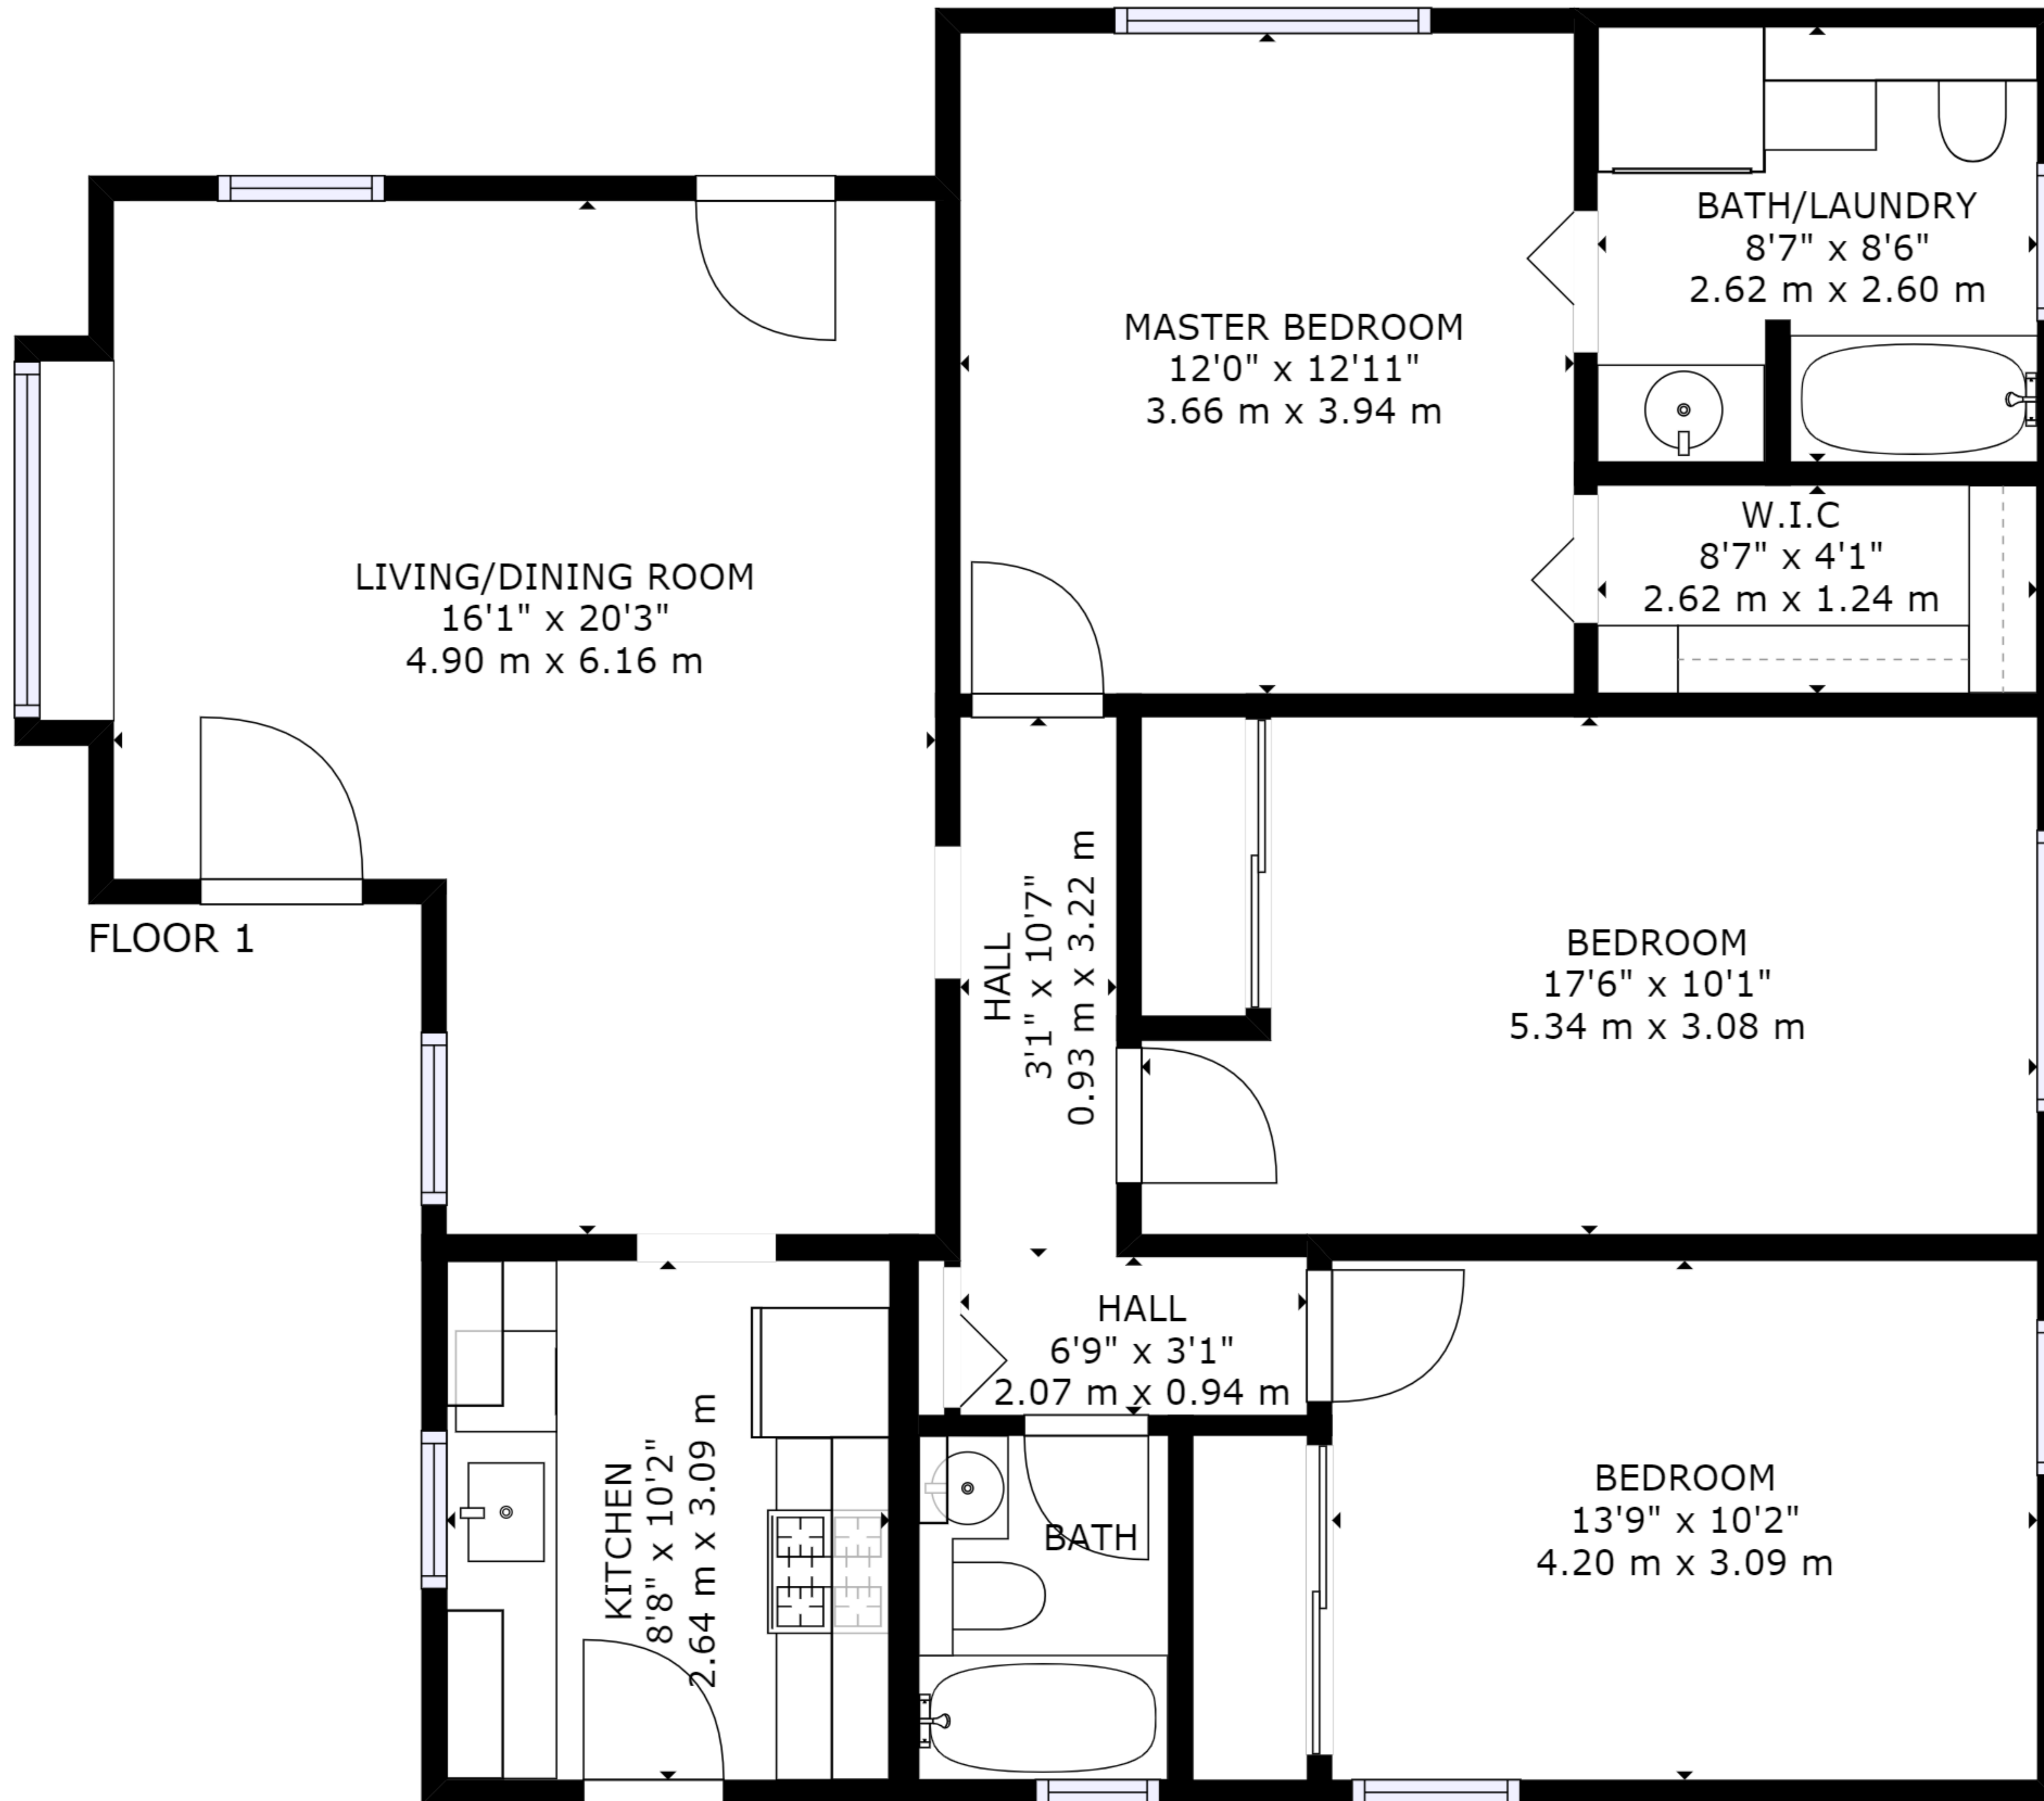 BATH/LAUNDRY
8'7" x 8'6"
2.62 m x 2.60 m
MASTER BEDROOM
12'0" x 12'11"
3.66 m x 3.94 m
W.I.C
8'7" x 4'1"
2.62 m x 1.24 m
LIVING/DINING ROOM
16'1" x 20'3"
4.90 m x 6.16 m
FLOOR 1
HALL
3'1" x 10'7"
0.93 m x 3.22 m
BEDROOM
17'6" x 10'1"
5.34 m x 3.08 m
HALL
6'9" x 3'1"
2.07 m x 0.94 m
KITCHEN
8'8" x 10'2"
2.64 m x 3.09 m
BATH
BEDROOM
13'9" x 10'2"
4.20 m x 3.09 m